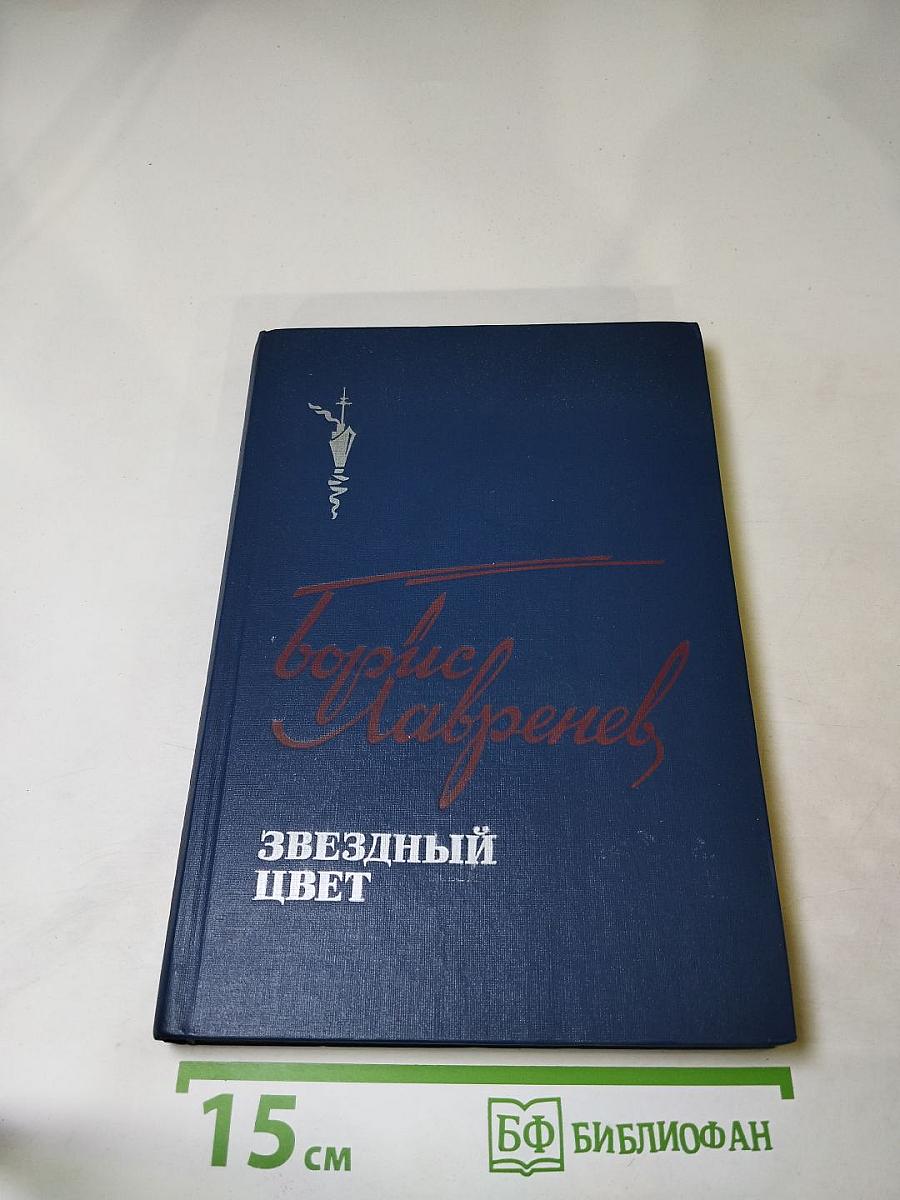 Борис
Лавренев
ЗВЕЗДНЫЙ
ЦВЕТ
15 см
БФ БИБЛИОФАН